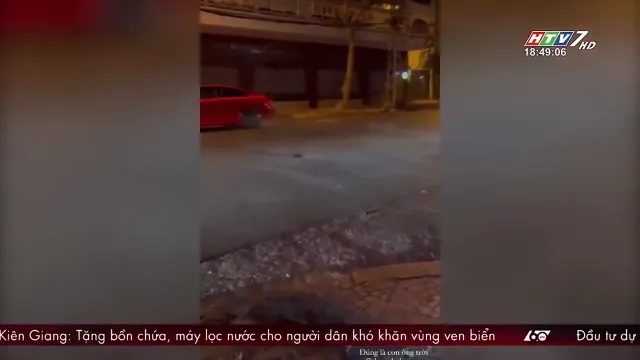 HTV7 HD
18:49:06
Kiên Giang: Tặng bồn chứa, máy lọc nước cho người dân khó khăn vùng ven biển
60
Đầu tư dự
Đúng là con ông trời